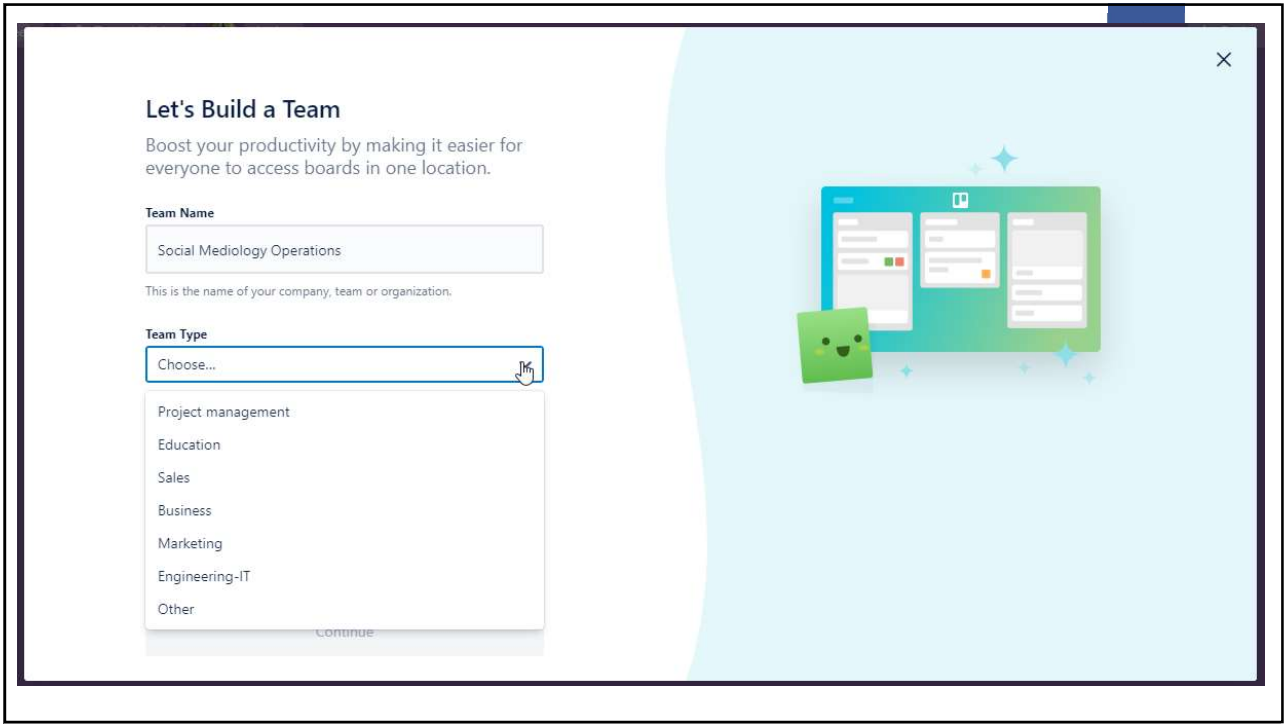 Let's Build a Team
Boost your productivity by making it easier for
everyone to access boards in one location.
Team Name
Social Mediology Operations
This is the name of your company, team or organization.
Team Type
Choose...
Project management
Education
Sales
Business
Marketing
Engineering-IT
Other
Continue